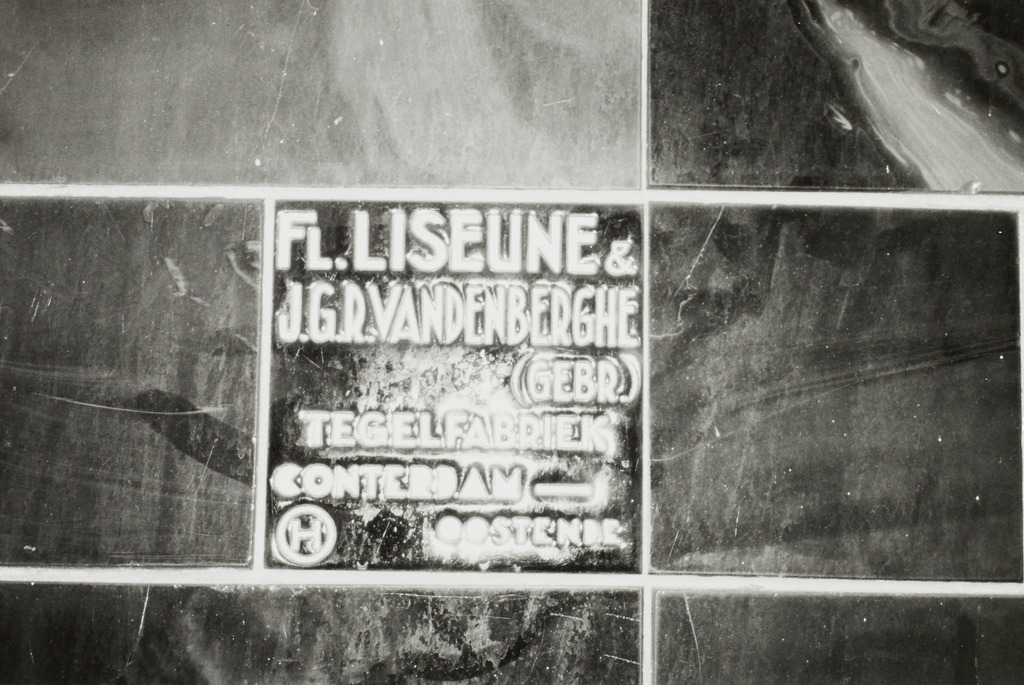 FL. LISEUNE &
J.G.R. VANDENBERGHE
(GEBR.)
TEGELFABRIEK
CONTERDAM —
H OOSTENDE